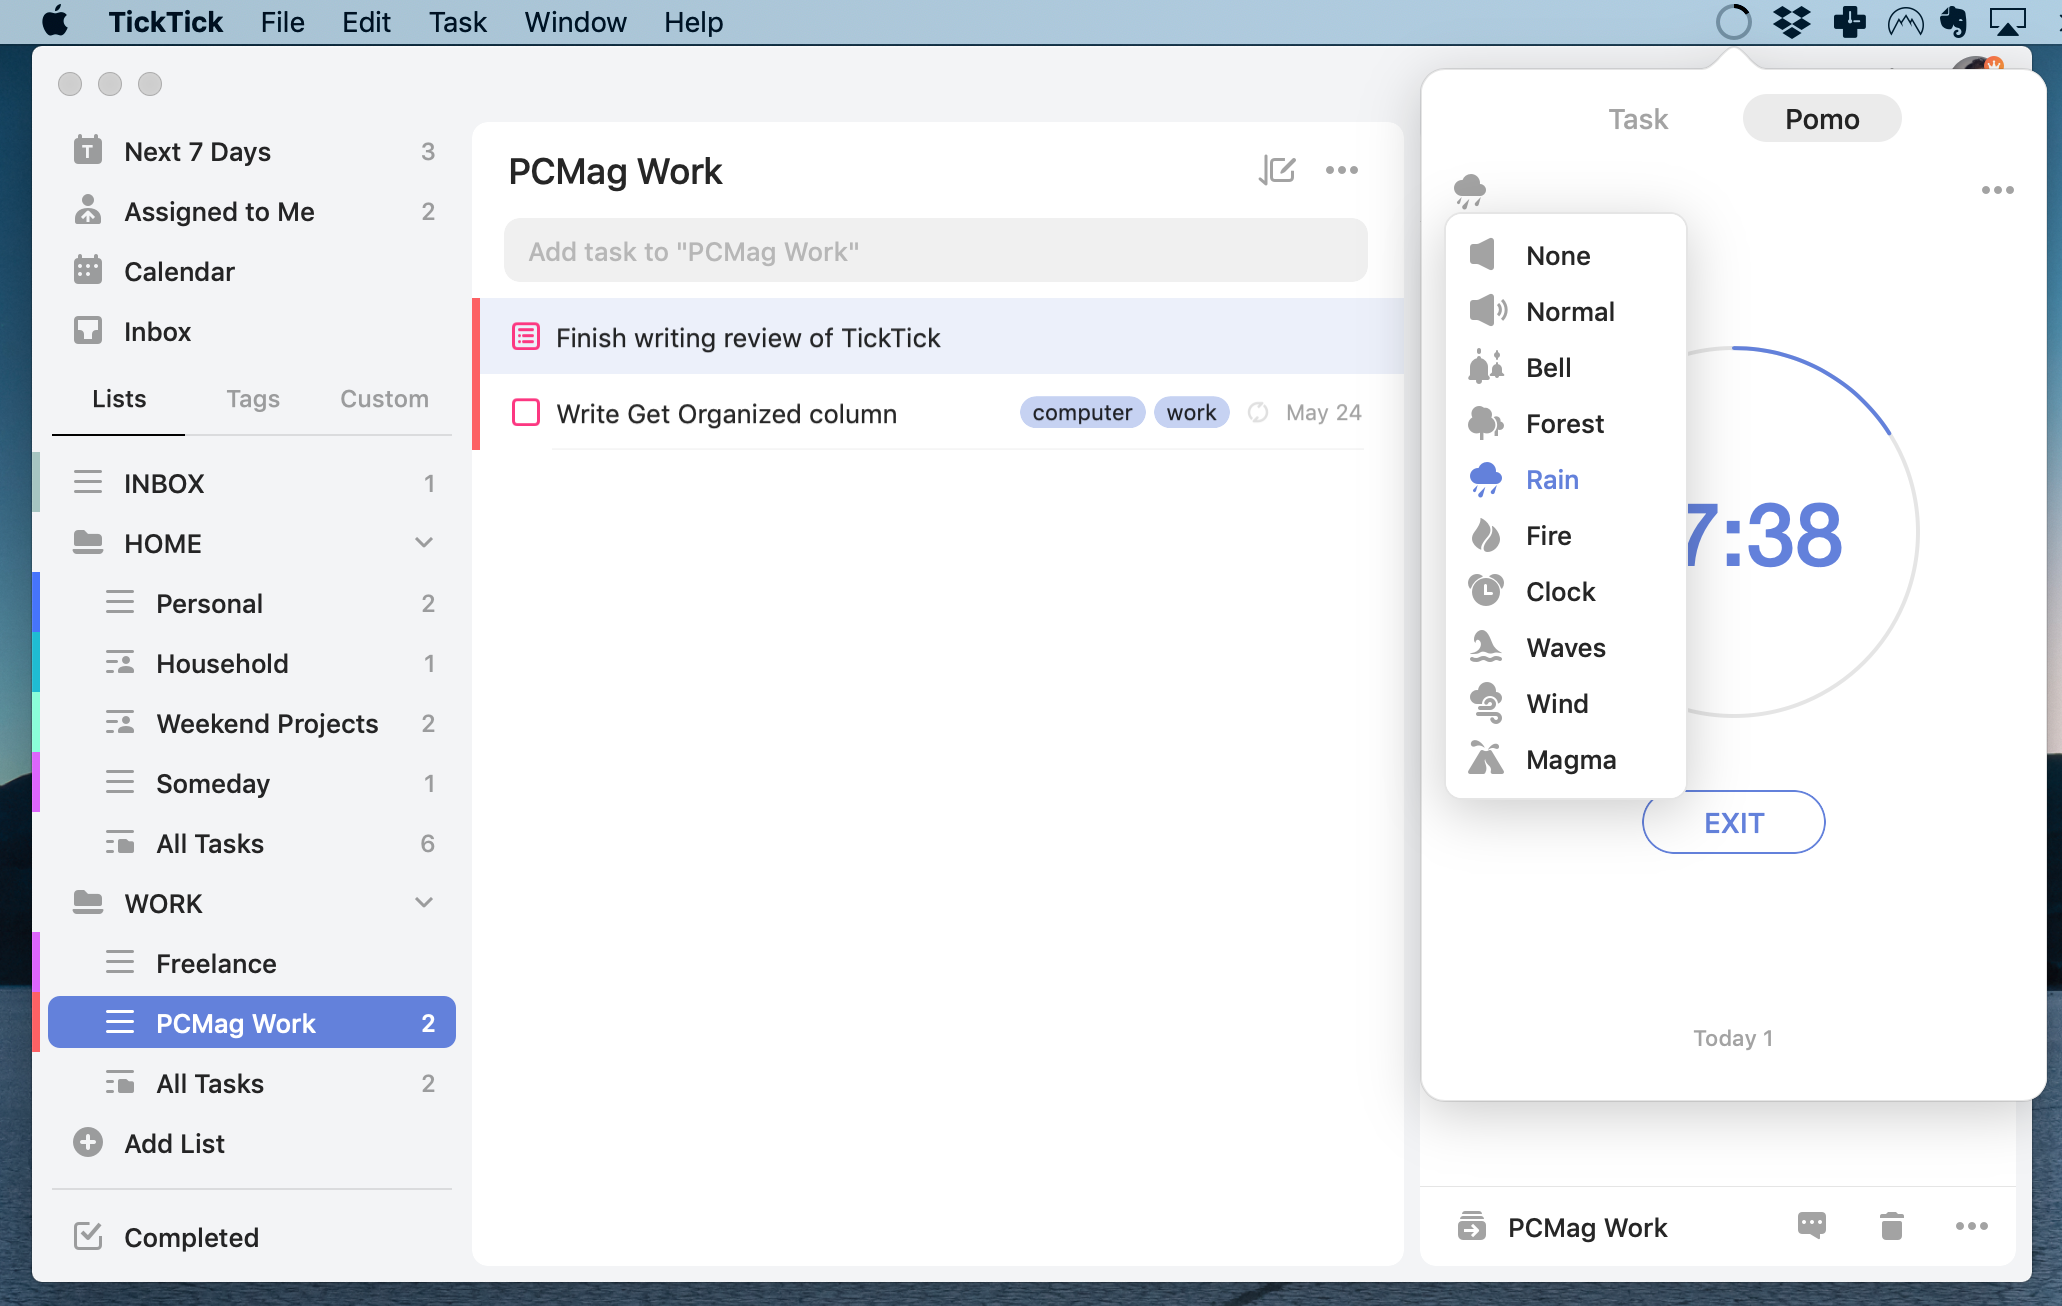 TickTick File Edit Task Window Help
Next 7 Days 3
Assigned to Me 2
Calendar
Inbox
Lists Tags Custom
INBOX 1
HOME
Personal 2
Household 1
Weekend Projects 2
Someday 1
All Tasks 6
WORK
Freelance
PCMag Work 2
All Tasks 2
Add List
Completed
PCMag Work
Add task to "PCMag Work"
Finish writing review of TickTick
Write Get Organized column computer work May 24
Task Pomo
None
Normal
Bell
Forest
Rain
Fire
Clock
Waves
Wind
Magma
7:38
EXIT
Today 1
PCMag Work